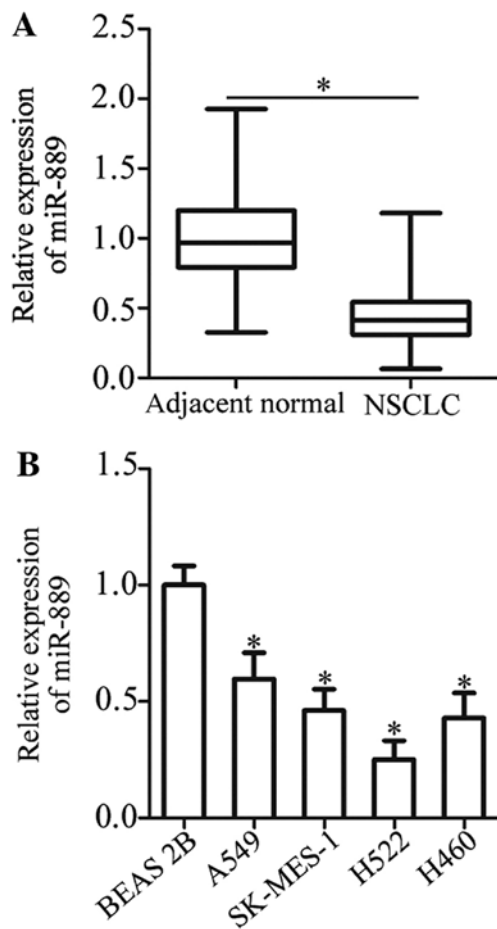 A
Relative expression
of miR-889
2.5
2.0
1.5
1.0
0.5
0.0
*
Adjacent normal
NSCLC
B
Relative expression
of miR-889
1.5
1.0
0.5
0.0
*
*
*
*
BEAS 2B
A549
SK-MES-1
H522
H460